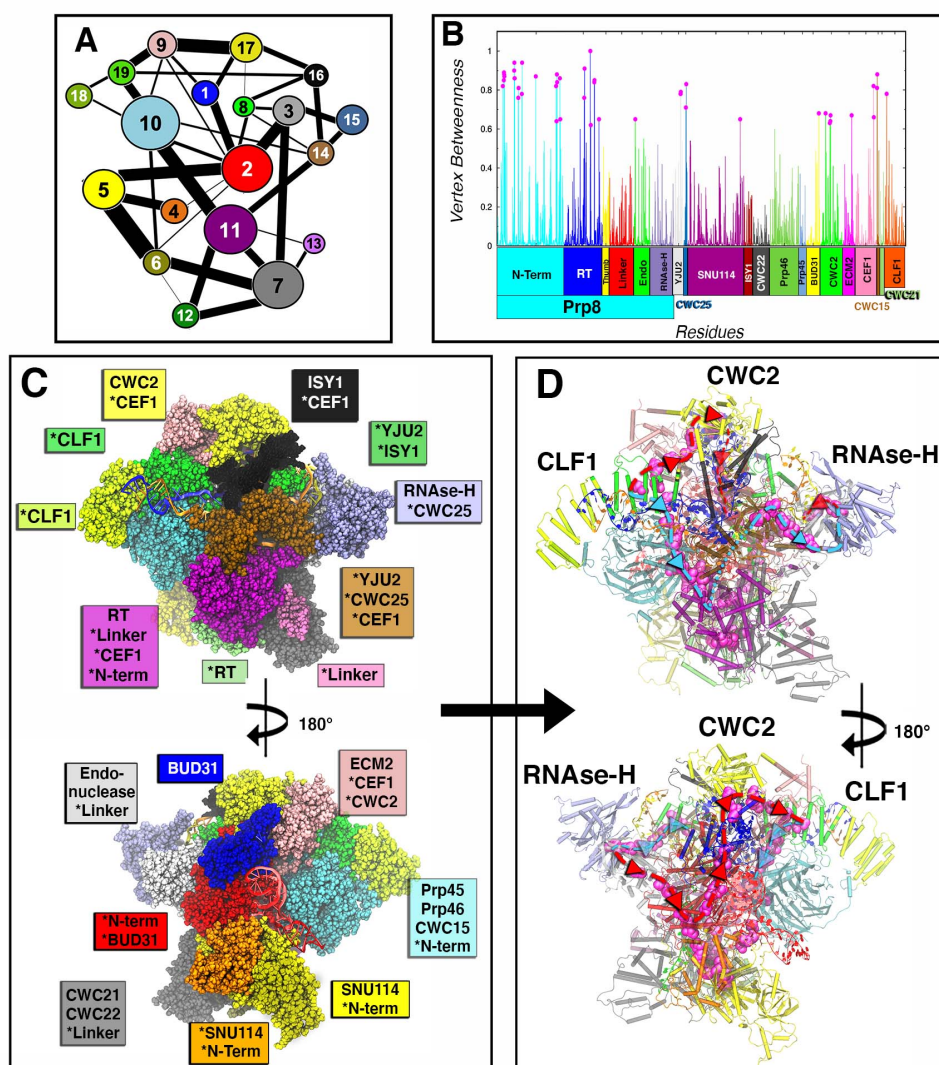 A
9
17
19
16
18
1
8
3
15
10
14
2
5
4
11
13
6
7
12
B
Vertex Betweenness
1
0.8
0.6
0.4
0.2
0
N-Term
RT
Thumb
Linker
Endo
RNAse-H
YJU2
SNU114
ISY1
CWC22
Prp46
Prp45
BUD31
CWC2
ECM2
CEF1
CLF1
CWC21
Prp8
CWC25
CWC15
Residues
C
CWC2
*CEF1
ISY1
*CEF1
*CLF1
*YJU2
*ISY1
*CLF1
RNAse-H
*CWC25
RT
*Linker
*CEF1
*N-term
*YJU2
*CWC25
*CEF1
*RT
*Linker
180°
Endo-
nuclease
*Linker
BUD31
ECM2
*CEF1
*CWC2
*N-term
*BUD31
Prp45
Prp46
CWC15
*N-term
CWC21
CWC22
*Linker
*SNU114
*N-Term
SNU114
*N-term
D
CWC2
CLF1
RNAse-H
180°
CWC2
RNAse-H
CLF1